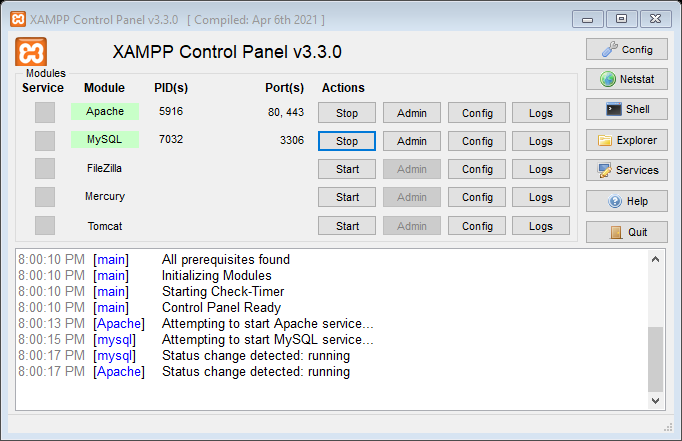 XAMPP Control Panel v3.3.0 [ Compiled: Apr 6th 2021 ]
XAMPP Control Panel v3.3.0
Config
Modules
Service Module PID(s) Port(s) Actions
Netstat
Apache 5916 80, 443 Stop Admin Config Logs
Shell
MySQL 7032 3306 Stop Admin Config Logs
Explorer
FileZilla Start Admin Config Logs
Services
Mercury Start Admin Config Logs
Help
Tomcat Start Admin Config Logs
Quit
8:00:10 PM [main] All prerequisites found
8:00:10 PM [main] Initializing Modules
8:00:10 PM [main] Starting Check-Timer
8:00:10 PM [main] Control Panel Ready
8:00:13 PM [Apache] Attempting to start Apache service...
8:00:15 PM [mysql] Attempting to start MySQL service...
8:00:17 PM [mysql] Status change detected: running
8:00:17 PM [Apache] Status change detected: running